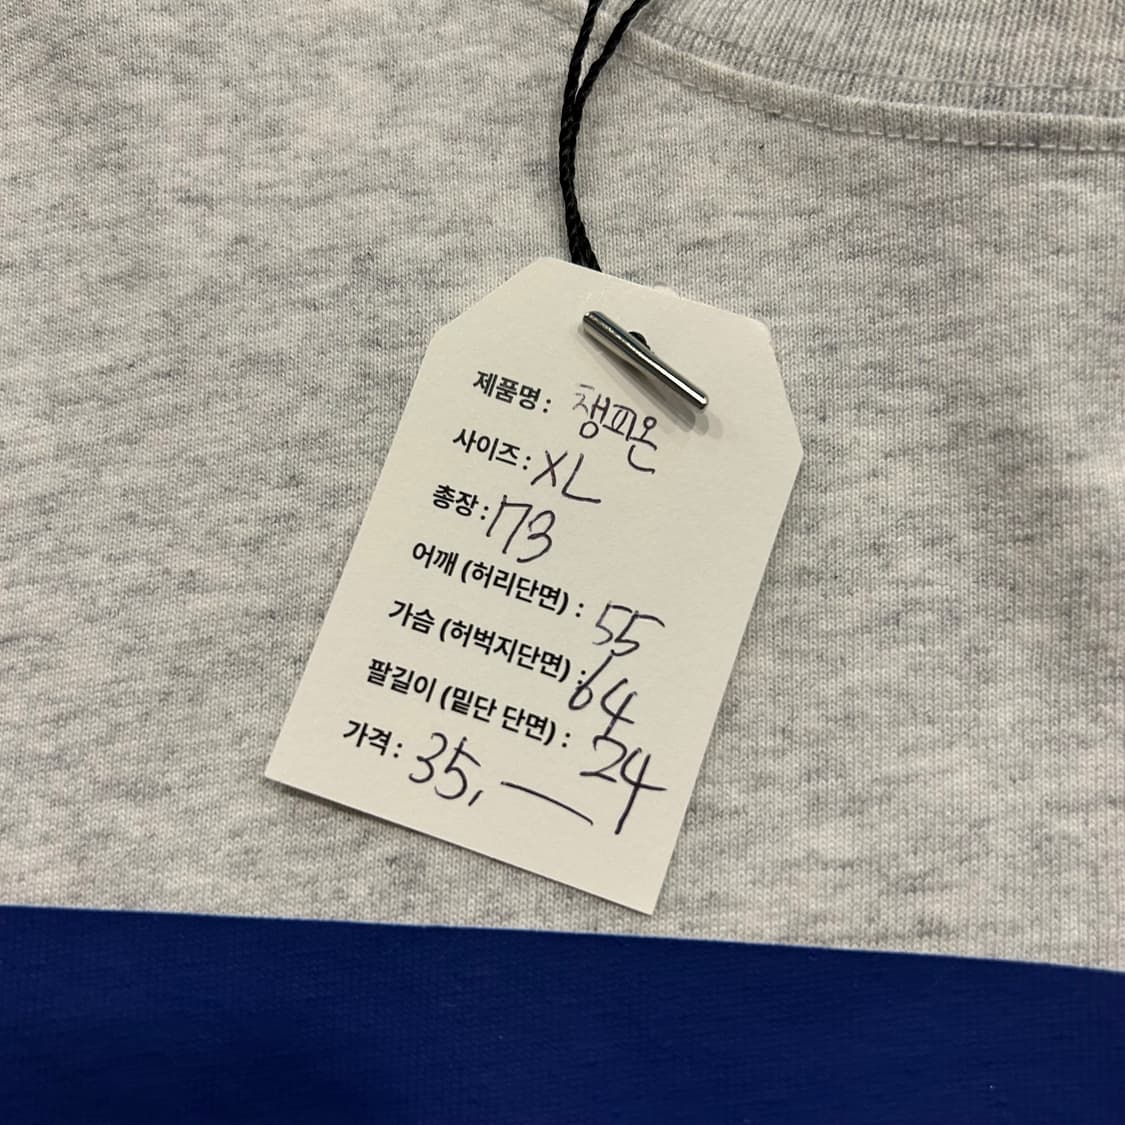 제품명: 챔피온
사이즈: XL
총장: 73
어깨 (허리단면) : 55
가슴 (허벅지단면) : 64
팔길이 (밑단 단면) : 24
가격: 35,—